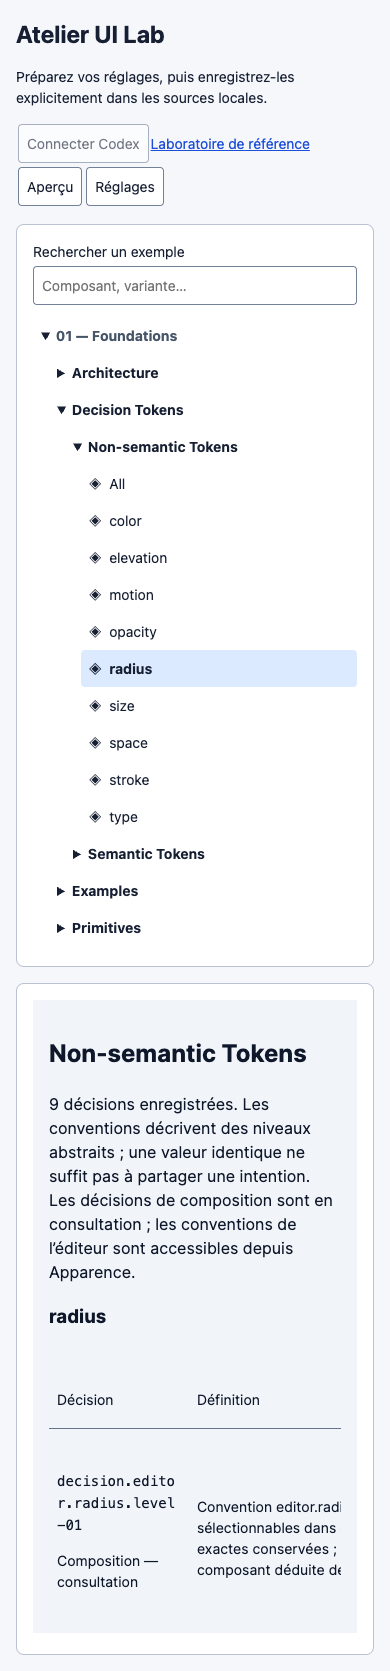 Atelier UI Lab
Préparez vos réglages, puis enregistrez-les
explicitement dans les sources locales.
Connecter Codex Laboratoire de référence
Aperçu Réglages
Rechercher un exemple
Composant, variante…
01 — Foundations
Architecture
Decision Tokens
Non-semantic Tokens
All
color
elevation
motion
opacity
radius
size
space
stroke
type
Semantic Tokens
Examples
Primitives
Non-semantic Tokens
9 décisions enregistrées. Les
conventions décrivent des niveaux
abstraits ; une valeur identique ne
suffit pas à partager une intention.
Les décisions de composition sont en
consultation ; les conventions de
l’éditeur sont accessibles depuis
Apparence.
radius
Décision Définition
decision.edito
r.radius.level
-01
Composition —
consultation
Convention editor.radi
sélectionnables dans
exactes conservées ;
composant déduite de